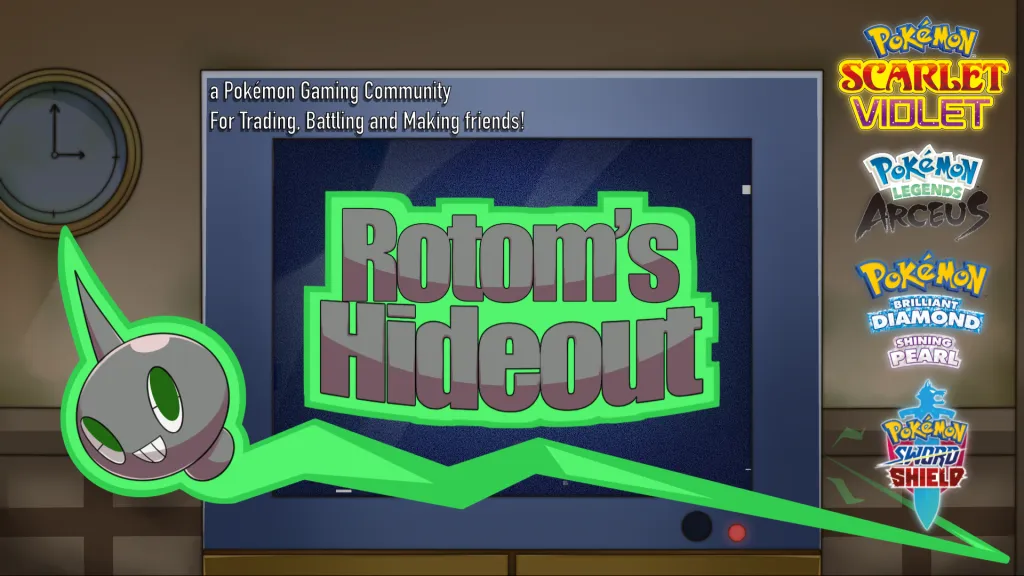 a Pokémon Gaming Community
For Trading, Battling and Making friends!
Rotom's
Hideout
POKéMON
SCARLET
VIOLET
POKéMON
LEGENDS
ARCEUS
POKéMON
BRILLIANT
DIAMOND
SHINING
PEARL
POKéMON
SWORD
SHIELD